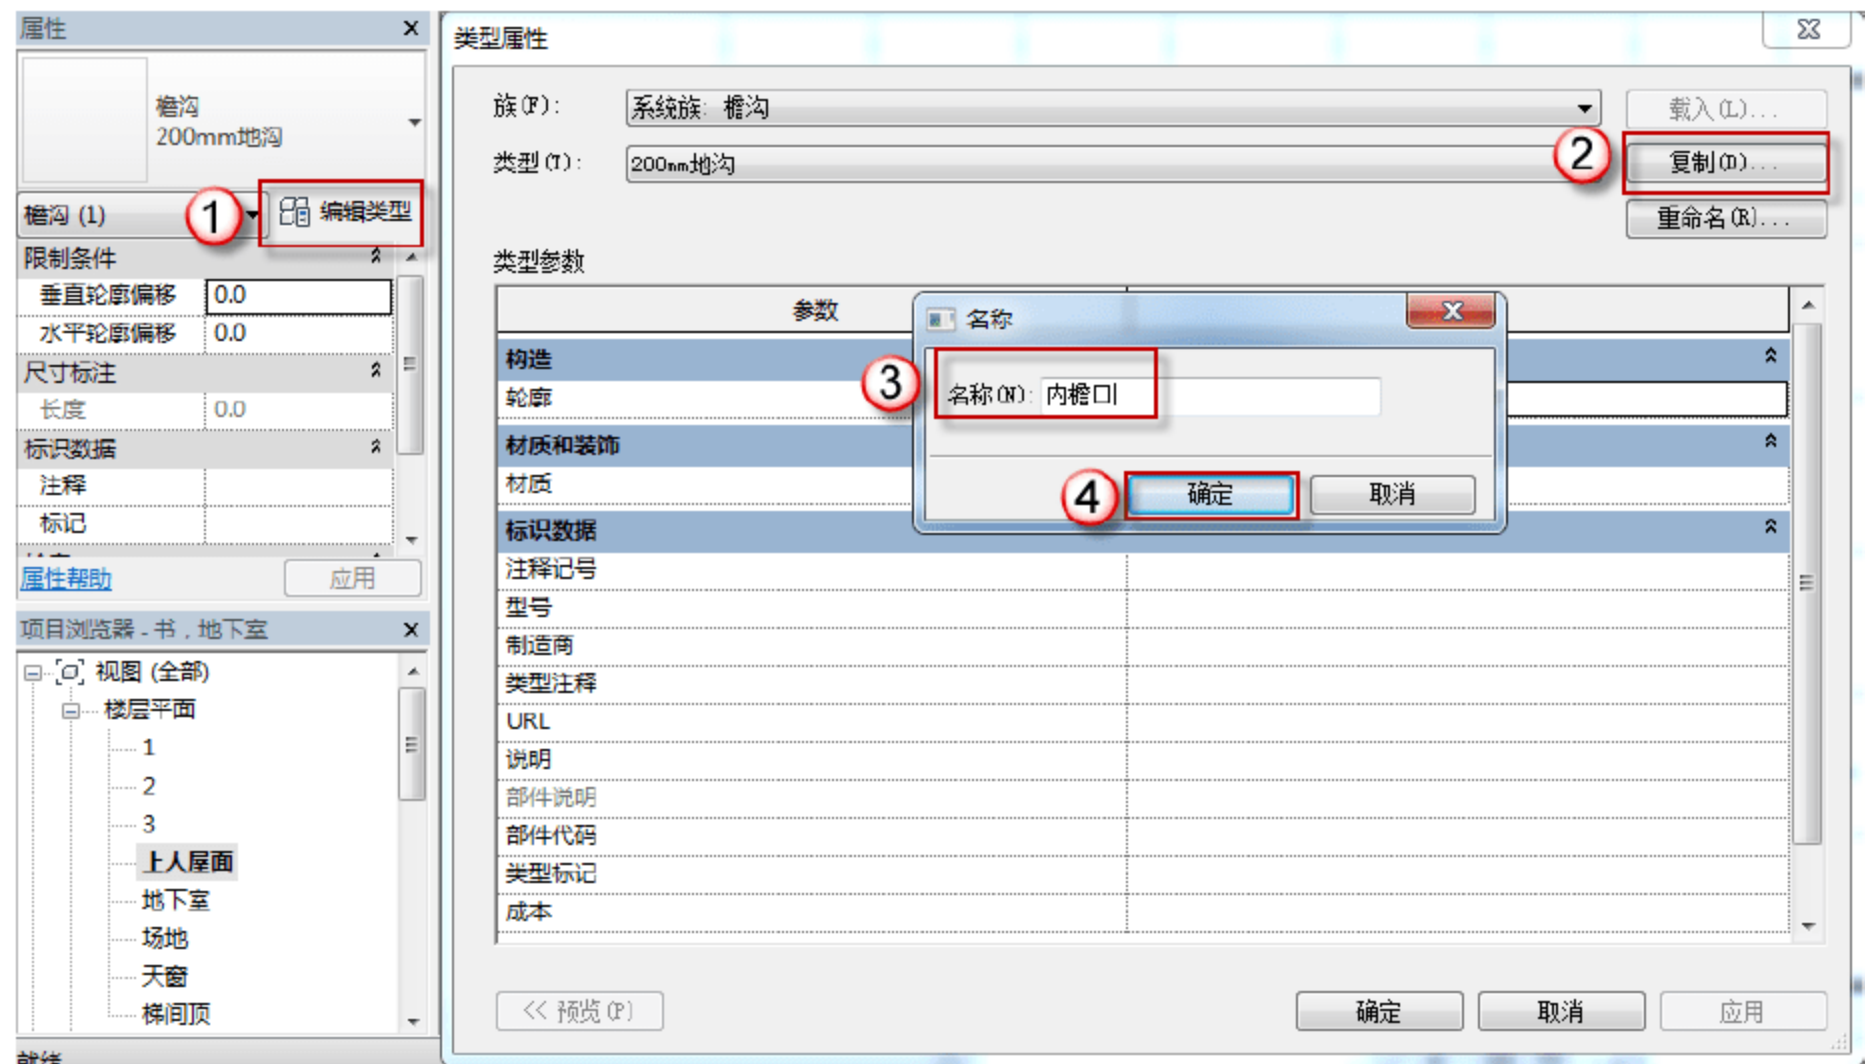 属性
檐沟
200mm地沟
檐沟 (1)
1
编辑类型
限制条件
垂直轮廓偏移 0.0
水平轮廓偏移 0.0
尺寸标注
长度 0.0
标识数据
注释
标记
属性帮助
应用
项目浏览器 - 书，地下室
视图 (全部)
楼层平面
1
2
3
上人屋面
地下室
场地
天窗
梯间顶
就绪
类型属性
族(F): 系统族: 檐沟
载入(L)...
类型(T): 200mm地沟
2
复制(D)...
重命名(R)...
类型参数
参数
构造
轮廓
材质和装饰
材质
标识数据
注释记号
型号
制造商
类型注释
URL
说明
部件说明
部件代码
类型标记
成本
名称
3
名称(N): 内檐口
4
确定
取消
<< 预览(P)
确定
取消
应用